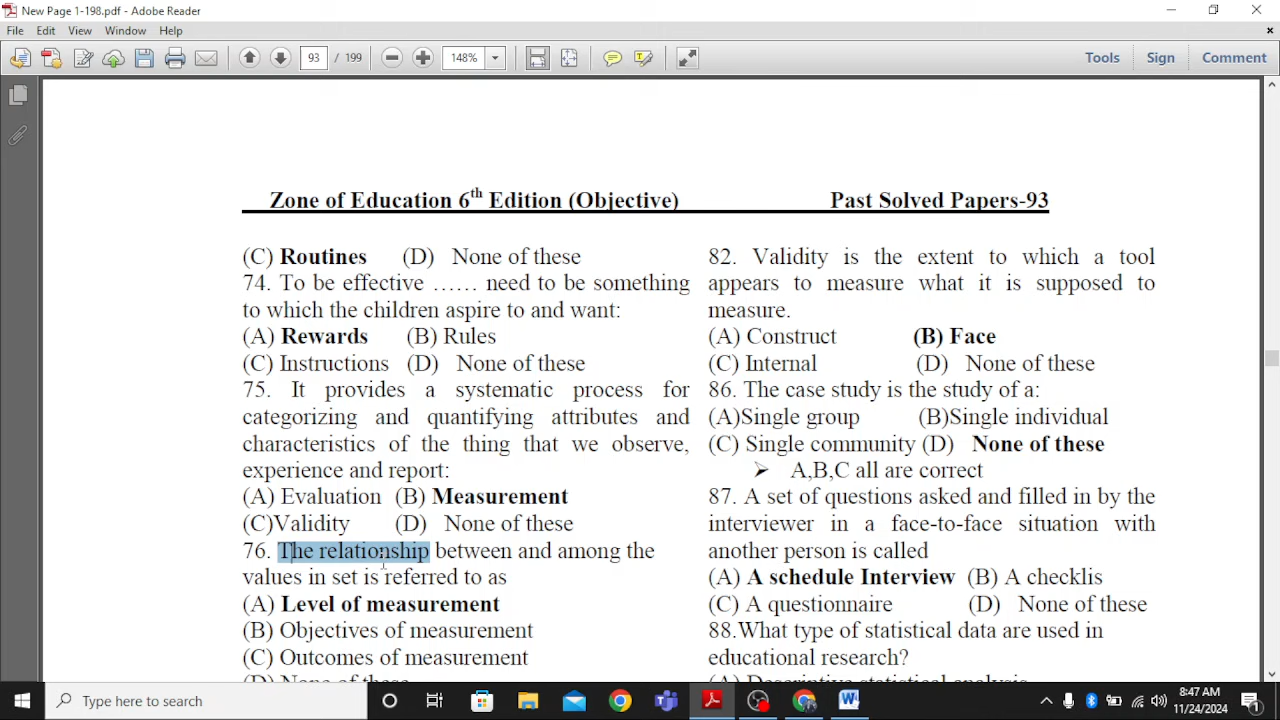 New Page 1-198.pdf - Adobe Reader
File Edit View Window Help
93 / 199 148% Tools Sign Comment
Zone of Education 6th Edition (Objective) Past Solved Papers-93
(C) Routines (D) None of these
74. To be effective …… need to be something
to which the children aspire to and want:
(A) Rewards (B) Rules
(C) Instructions (D) None of these
75. It provides a systematic process for
categorizing and quantifying attributes and
characteristics of the thing that we observe,
experience and report:
(A) Evaluation (B) Measurement
(C)Validity (D) None of these
76. The relationship between and among the
values in set is referred to as
(A) Level of measurement
(B) Objectives of measurement
(C) Outcomes of measurement
(D) None of these
82. Validity is the extent to which a tool
appears to measure what it is supposed to
measure.
(A) Construct (B) Face
(C) Internal (D) None of these
86. The case study is the study of a:
(A)Single group (B)Single individual
(C) Single community (D) None of these
➢ A,B,C all are correct
87. A set of questions asked and filled in by the
interviewer in a face-to-face situation with
another person is called
(A) A schedule Interview (B) A checklis
(C) A questionnaire (D) None of these
88.What type of statistical data are used in
educational research?
(A) Descriptive statistical analysis
Type here to search
8:47 AM
11/24/2024
1